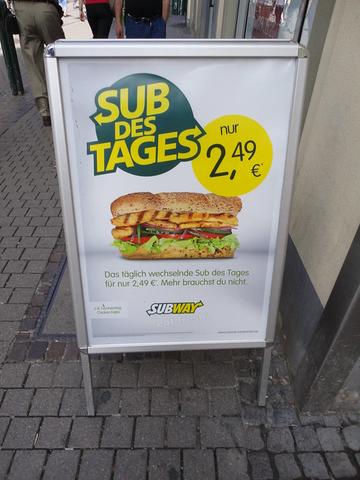 SUB
DES
TAGES
nur
2,49 €*
Das täglich wechselnde Sub des Tages
für nur 2,49 €*. Mehr brauchst du nicht.
SUBWAY